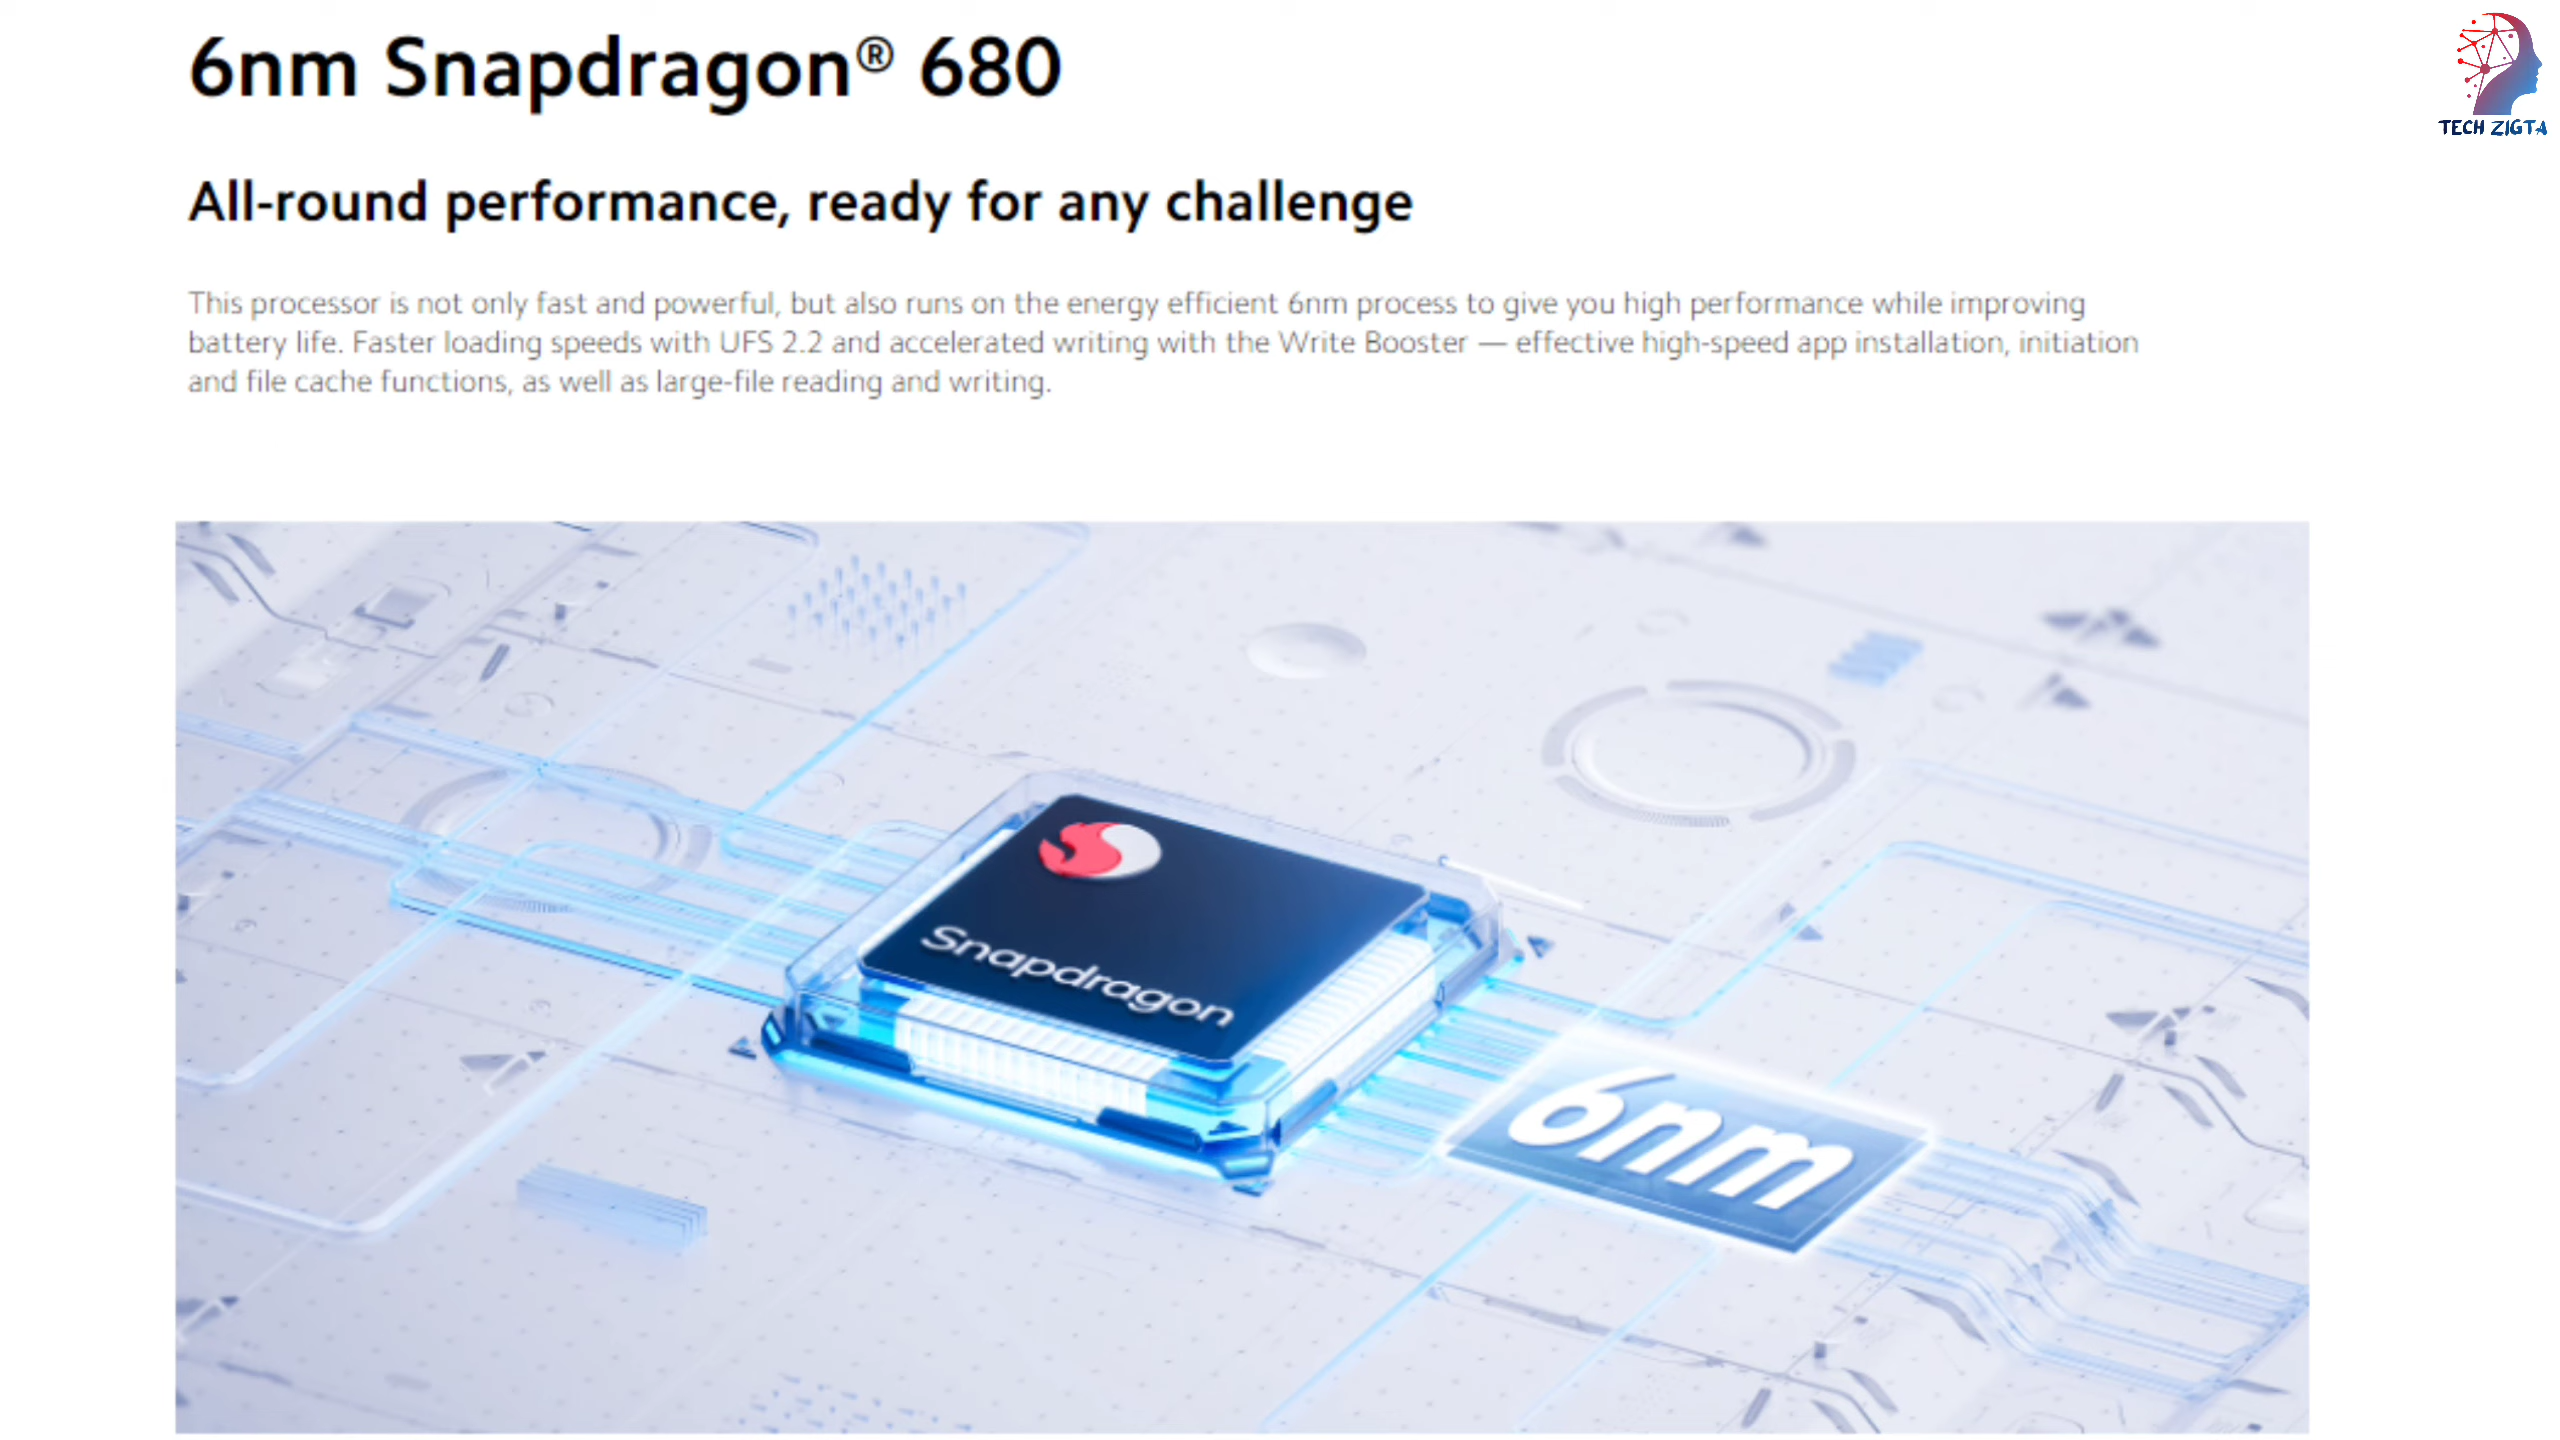 6nm Snapdragon® 680
TECH ZIGTA
All-round performance, ready for any challenge
This processor is not only fast and powerful, but also runs on the energy efficient 6nm process to give you high performance while improving
battery life. Faster loading speeds with UFS 2.2 and accelerated writing with the Write Booster — effective high-speed app installation, initiation
and file cache functions, as well as large-file reading and writing.
Snapdragon
6nm